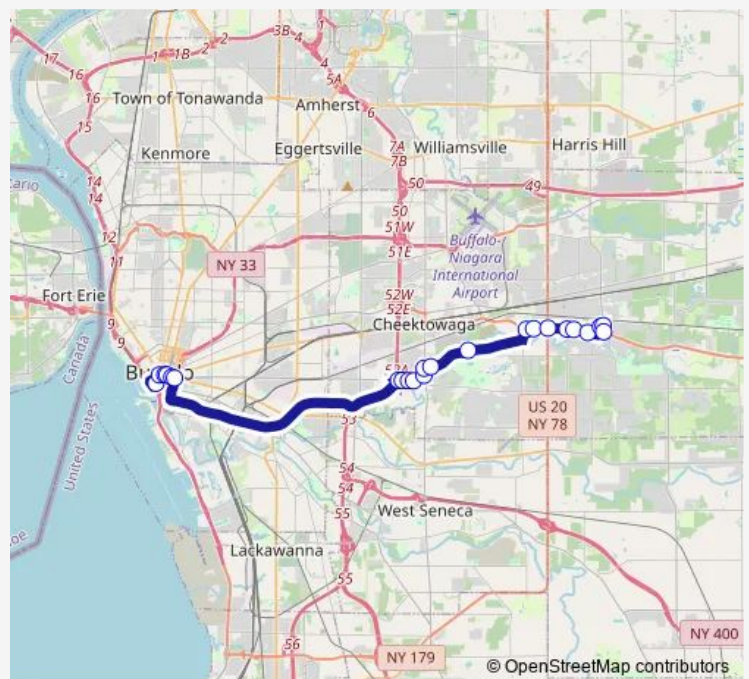 17
16
16
15
14
14
12
11
9
9
1
1B
2
2
3B
4
4
1
5A
6
7A
7B
50
50
49
51W
51E
52W
52E
53
54
54
55
55
56
Town of Tonawanda
Amherst
Kenmore
Eggertsville
Williamsville
Harris Hill
NY 33
Buffalo-
Niagara
International
Airport
Fort Erie
Cheektowaga
Canada
United States
US 20
NY 78
West Seneca
Lackawanna
NY 400
NY 179
© OpenStreetMap contributors